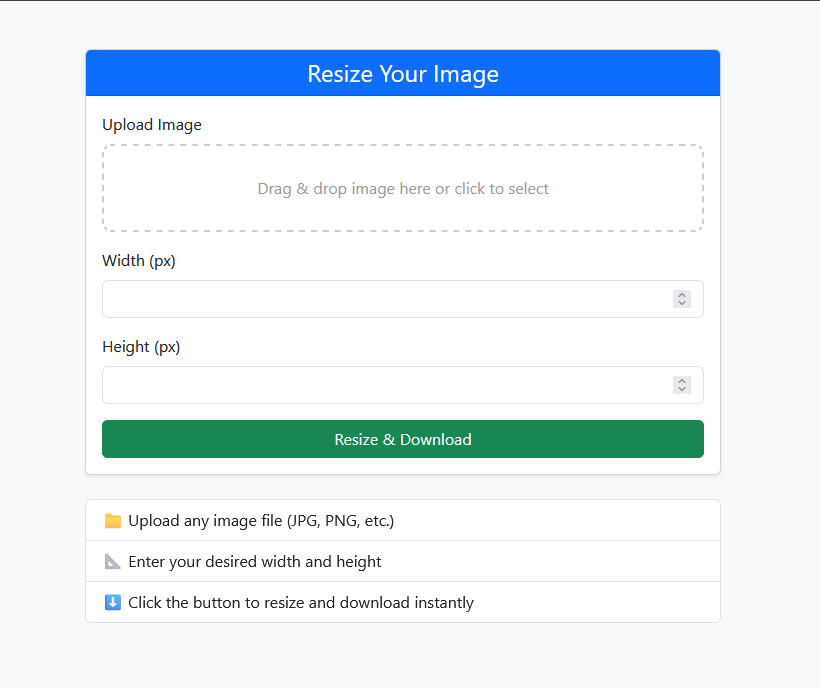 Resize Your Image
Upload Image
Drag & drop image here or click to select
Width (px)
Height (px)
Resize & Download
Upload any image file (JPG, PNG, etc.)
Enter your desired width and height
Click the button to resize and download instantly